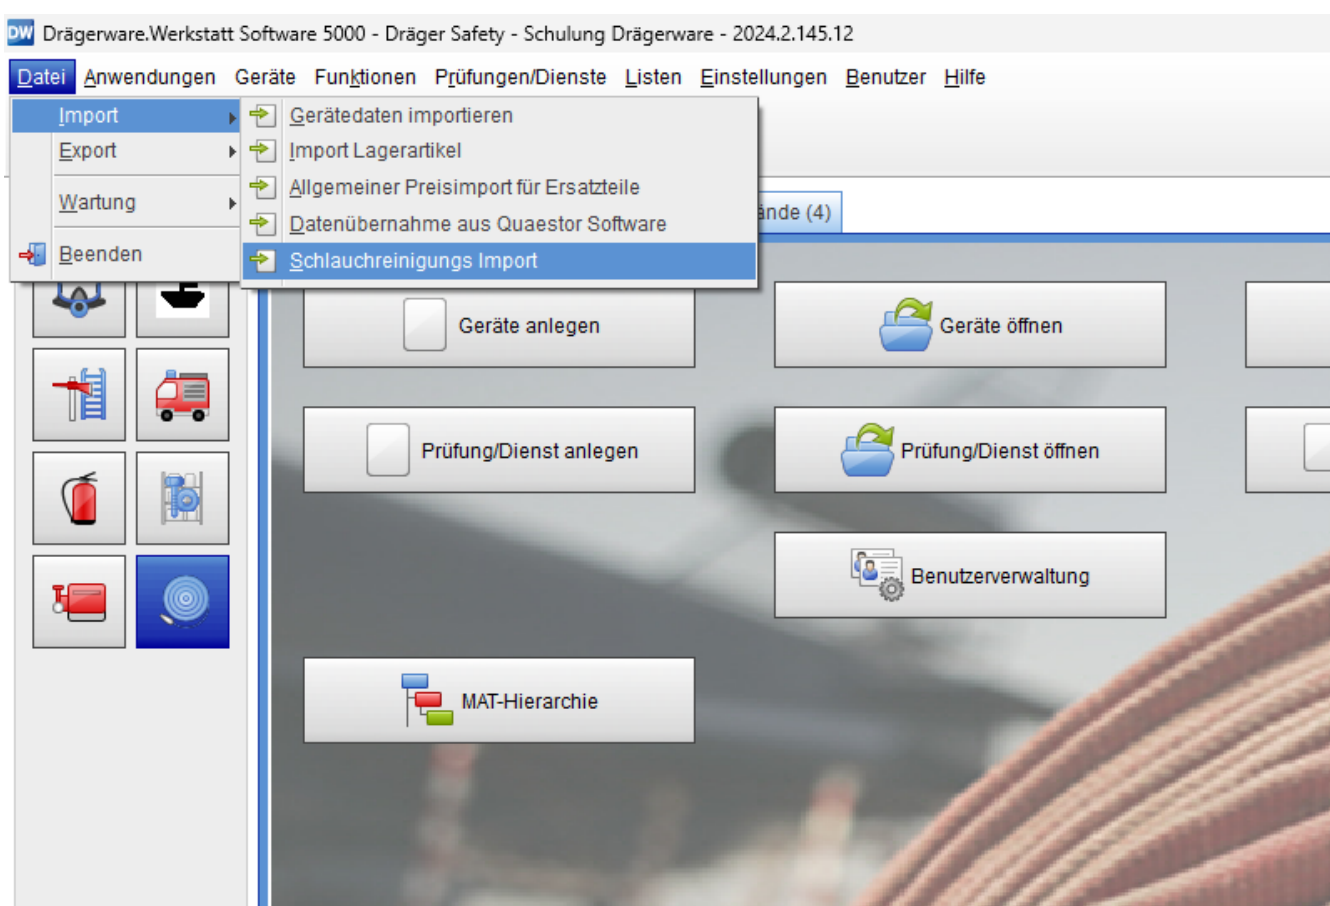 DW Drägerware.Werkstatt Software 5000 - Dräger Safety - Schulung Drägerware - 2024.2.145.12
Datei Anwendungen Geräte Funktionen Prüfungen/Dienste Listen Einstellungen Benutzer Hilfe
Import
Export
Wartung
Beenden
Gerätedaten importieren
Import Lagerartikel
Allgemeiner Preisimport für Ersatzteile
Datenübernahme aus Quaestor Software
Schlauchreinigungs Import
(4)
Geräte anlegen
Geräte öffnen
Prüfung/Dienst anlegen
Prüfung/Dienst öffnen
Benutzerverwaltung
MAT-Hierarchie